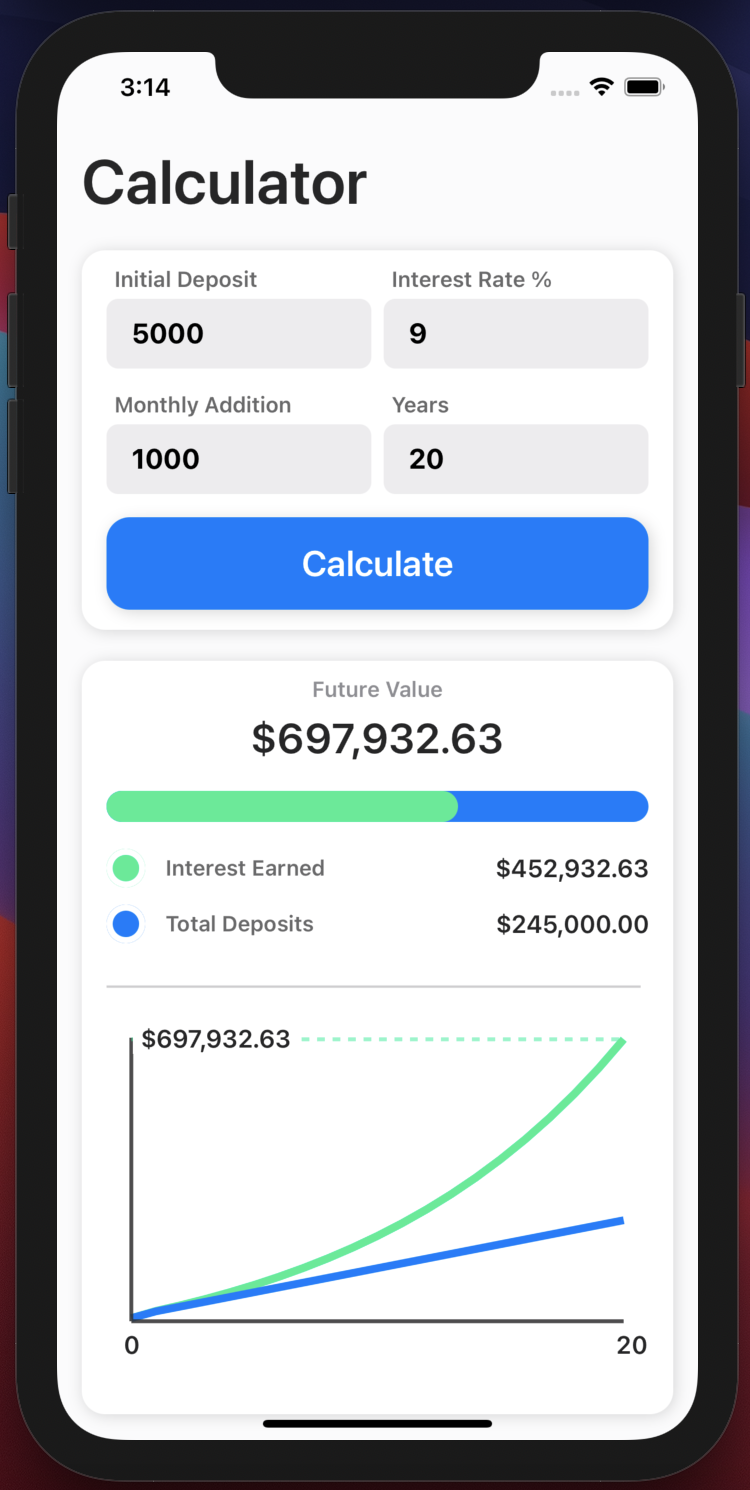 3:14
Calculator
Initial Deposit Interest Rate %
5000 9
Monthly Addition Years
1000 20
Calculate
Future Value
$697,932.63
Interest Earned $452,932.63
Total Deposits $245,000.00
$697,932.63
0 20